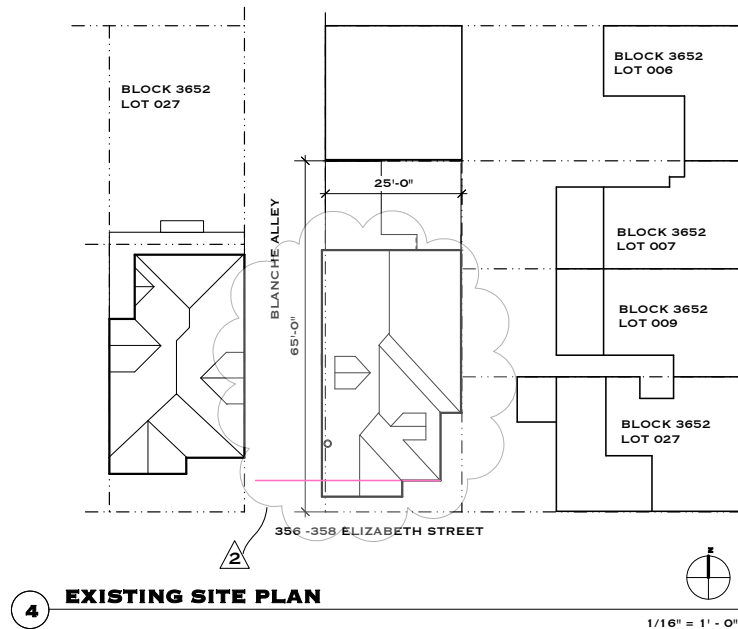 BLOCK 3652
LOT 027
BLOCK 3652
LOT 006
25'-0"
BLANCHE ALLEY
65'-0"
BLOCK 3652
LOT 007
BLOCK 3652
LOT 009
BLOCK 3652
LOT 027
356 -358 ELIZABETH STREET
2
N
4 EXISTING SITE PLAN
1/16" = 1' - 0"